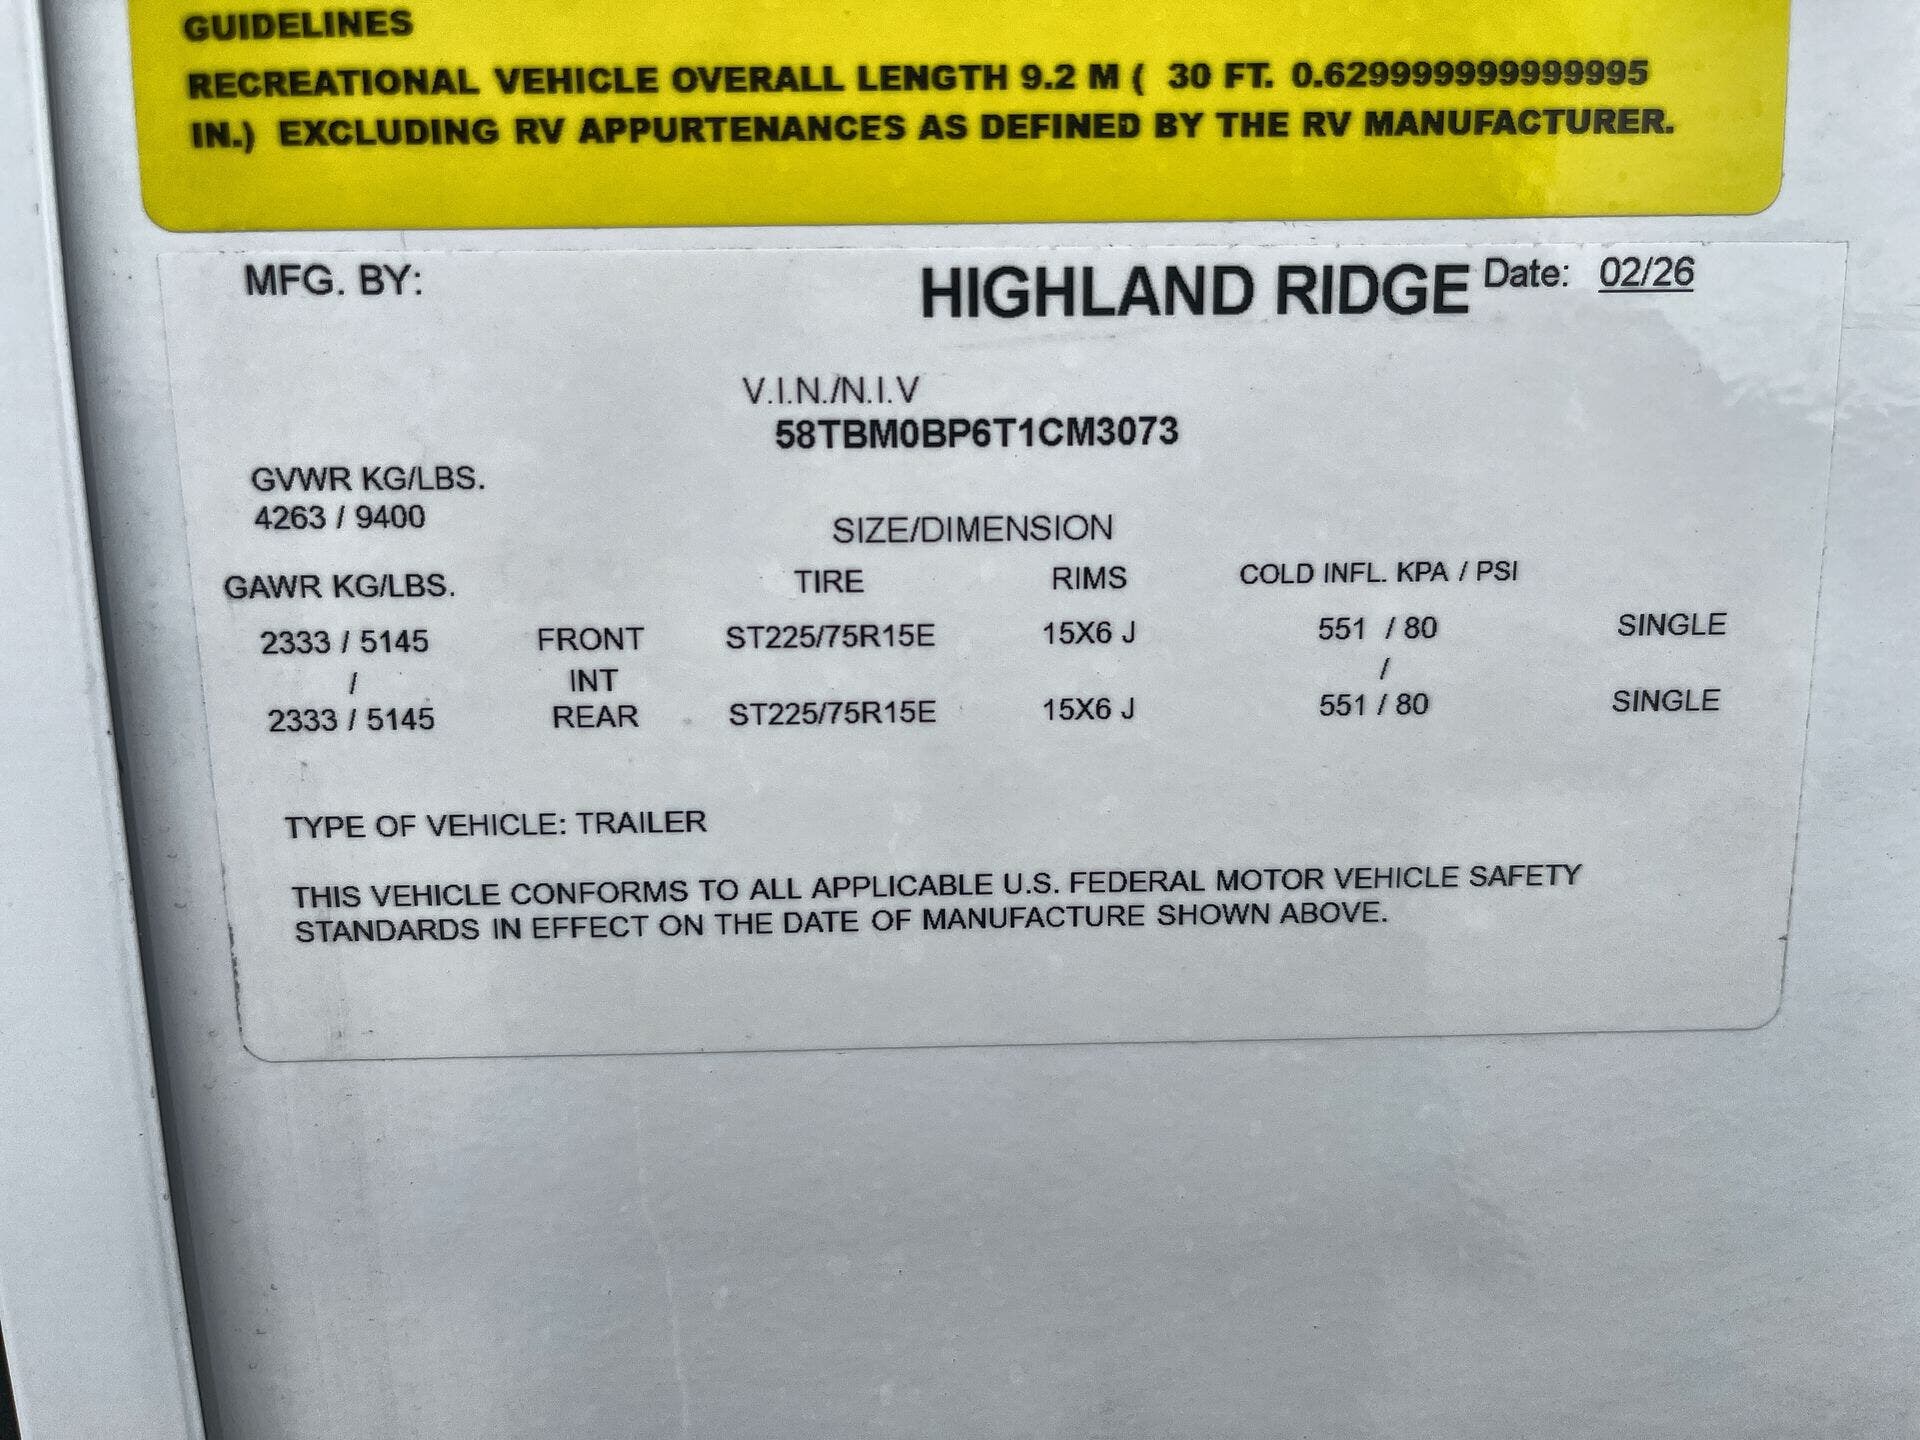 GUIDELINES
RECREATIONAL VEHICLE OVERALL LENGTH 9.2 M ( 30 FT. 0.629999999999995
IN.) EXCLUDING RV APPURTENANCES AS DEFINED BY THE RV MANUFACTURER.
MFG. BY: HIGHLAND RIDGE Date: 02/26
V.I.N./N.I.V
58TBM0BP6T1CM3073
GVWR KG/LBS.
4263 / 9400
SIZE/DIMENSION
GAWR KG/LBS. TIRE RIMS COLD INFL. KPA / PSI
2333 / 5145 FRONT ST225/75R15E 15X6 J 551 / 80 SINGLE
/ INT /
2333 / 5145 REAR ST225/75R15E 15X6 J 551 / 80 SINGLE
TYPE OF VEHICLE: TRAILER
THIS VEHICLE CONFORMS TO ALL APPLICABLE U.S. FEDERAL MOTOR VEHICLE SAFETY
STANDARDS IN EFFECT ON THE DATE OF MANUFACTURE SHOWN ABOVE.